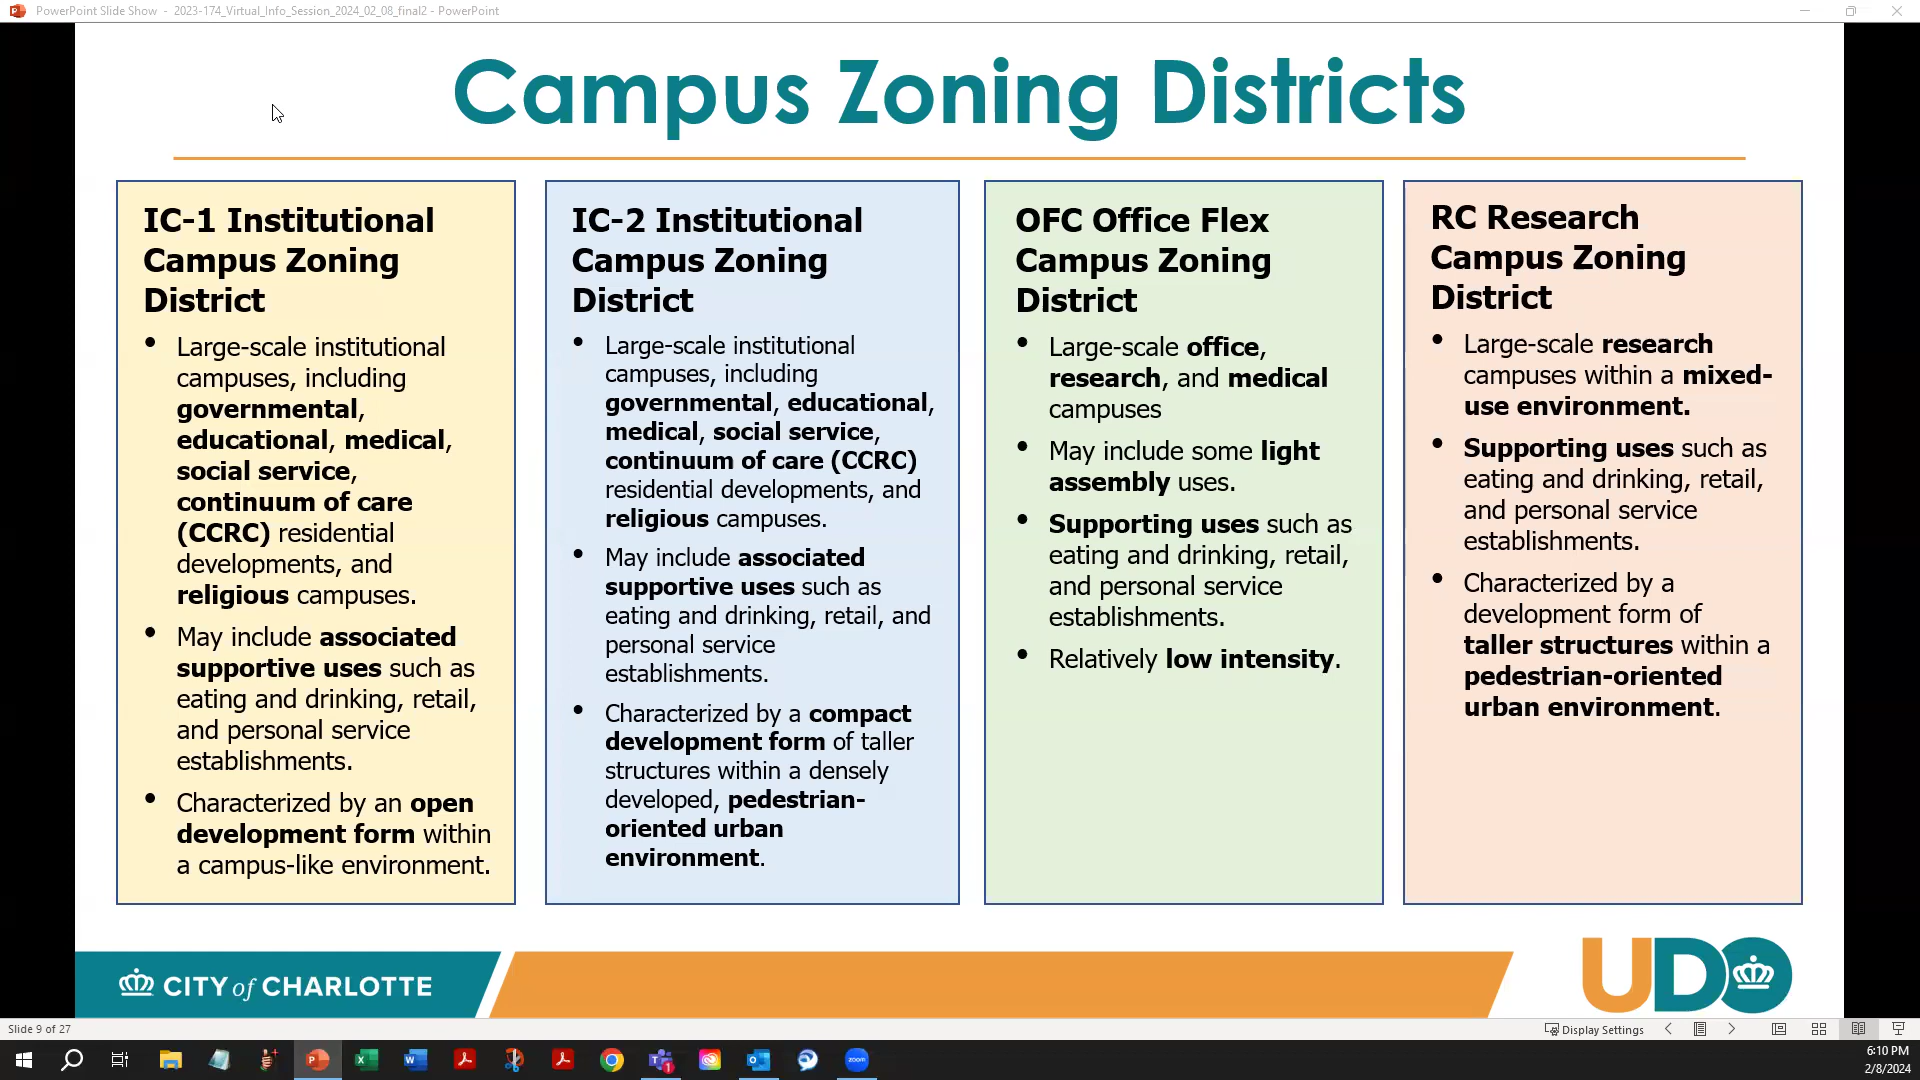 PowerPoint Slide Show - 2023-174_Virtual_Info_Session_2024_02_08_final2 - PowerPoint
Campus Zoning Districts
IC-1 Institutional
Campus Zoning
District
• Large-scale institutional
campuses, including
governmental,
educational, medical,
social service,
continuum of care
(CCRC) residential
developments, and
religious campuses.
• May include associated
supportive uses such as
eating and drinking, retail,
and personal service
establishments.
• Characterized by an open
development form within
a campus-like environment.
IC-2 Institutional
Campus Zoning
District
• Large-scale institutional
campuses, including
governmental, educational,
medical, social service,
continuum of care (CCRC)
residential developments, and
religious campuses.
• May include associated
supportive uses such as
eating and drinking, retail, and
personal service
establishments.
• Characterized by a compact
development form of taller
structures within a densely
developed, pedestrian-
oriented urban
environment.
OFC Office Flex
Campus Zoning
District
• Large-scale office,
research, and medical
campuses
• May include some light
assembly uses.
• Supporting uses such as
eating and drinking, retail,
and personal service
establishments.
• Relatively low intensity.
RC Research
Campus Zoning
District
• Large-scale research
campuses within a mixed-
use environment.
• Supporting uses such as
eating and drinking, retail,
and personal service
establishments.
• Characterized by a
development form of
taller structures within a
pedestrian-oriented
urban environment.
CITY of CHARLOTTE
UDO
Slide 9 of 27
Display Settings
zoom
1
6:10 PM
2/8/2024